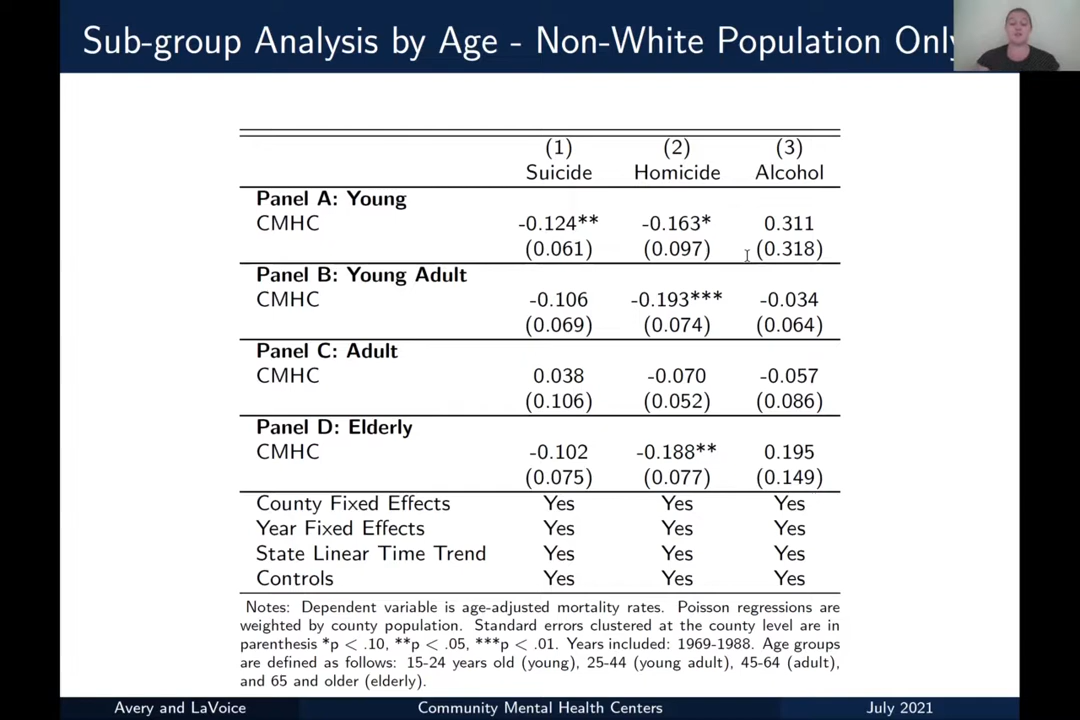 Sub-group Analysis by Age - Non-White Population Only
(1) (2) (3)
Suicide Homicide Alcohol
Panel A: Young
CMHC -0.124** -0.163* 0.311
(0.061) (0.097) (0.318)
Panel B: Young Adult
CMHC -0.106 -0.193*** -0.034
(0.069) (0.074) (0.064)
Panel C: Adult
CMHC 0.038 -0.070 -0.057
(0.106) (0.052) (0.086)
Panel D: Elderly
CMHC -0.102 -0.188** 0.195
(0.075) (0.077) (0.149)
County Fixed Effects Yes Yes Yes
Year Fixed Effects Yes Yes Yes
State Linear Time Trend Yes Yes Yes
Controls Yes Yes Yes
Notes: Dependent variable is age-adjusted mortality rates. Poisson regressions are
weighted by county population. Standard errors clustered at the county level are in
parenthesis *p < .10, **p < .05, ***p < .01. Years included: 1969-1988. Age groups
are defined as follows: 15-24 years old (young), 25-44 (young adult), 45-64 (adult),
and 65 and older (elderly).
Avery and LaVoice Community Mental Health Centers July 2021